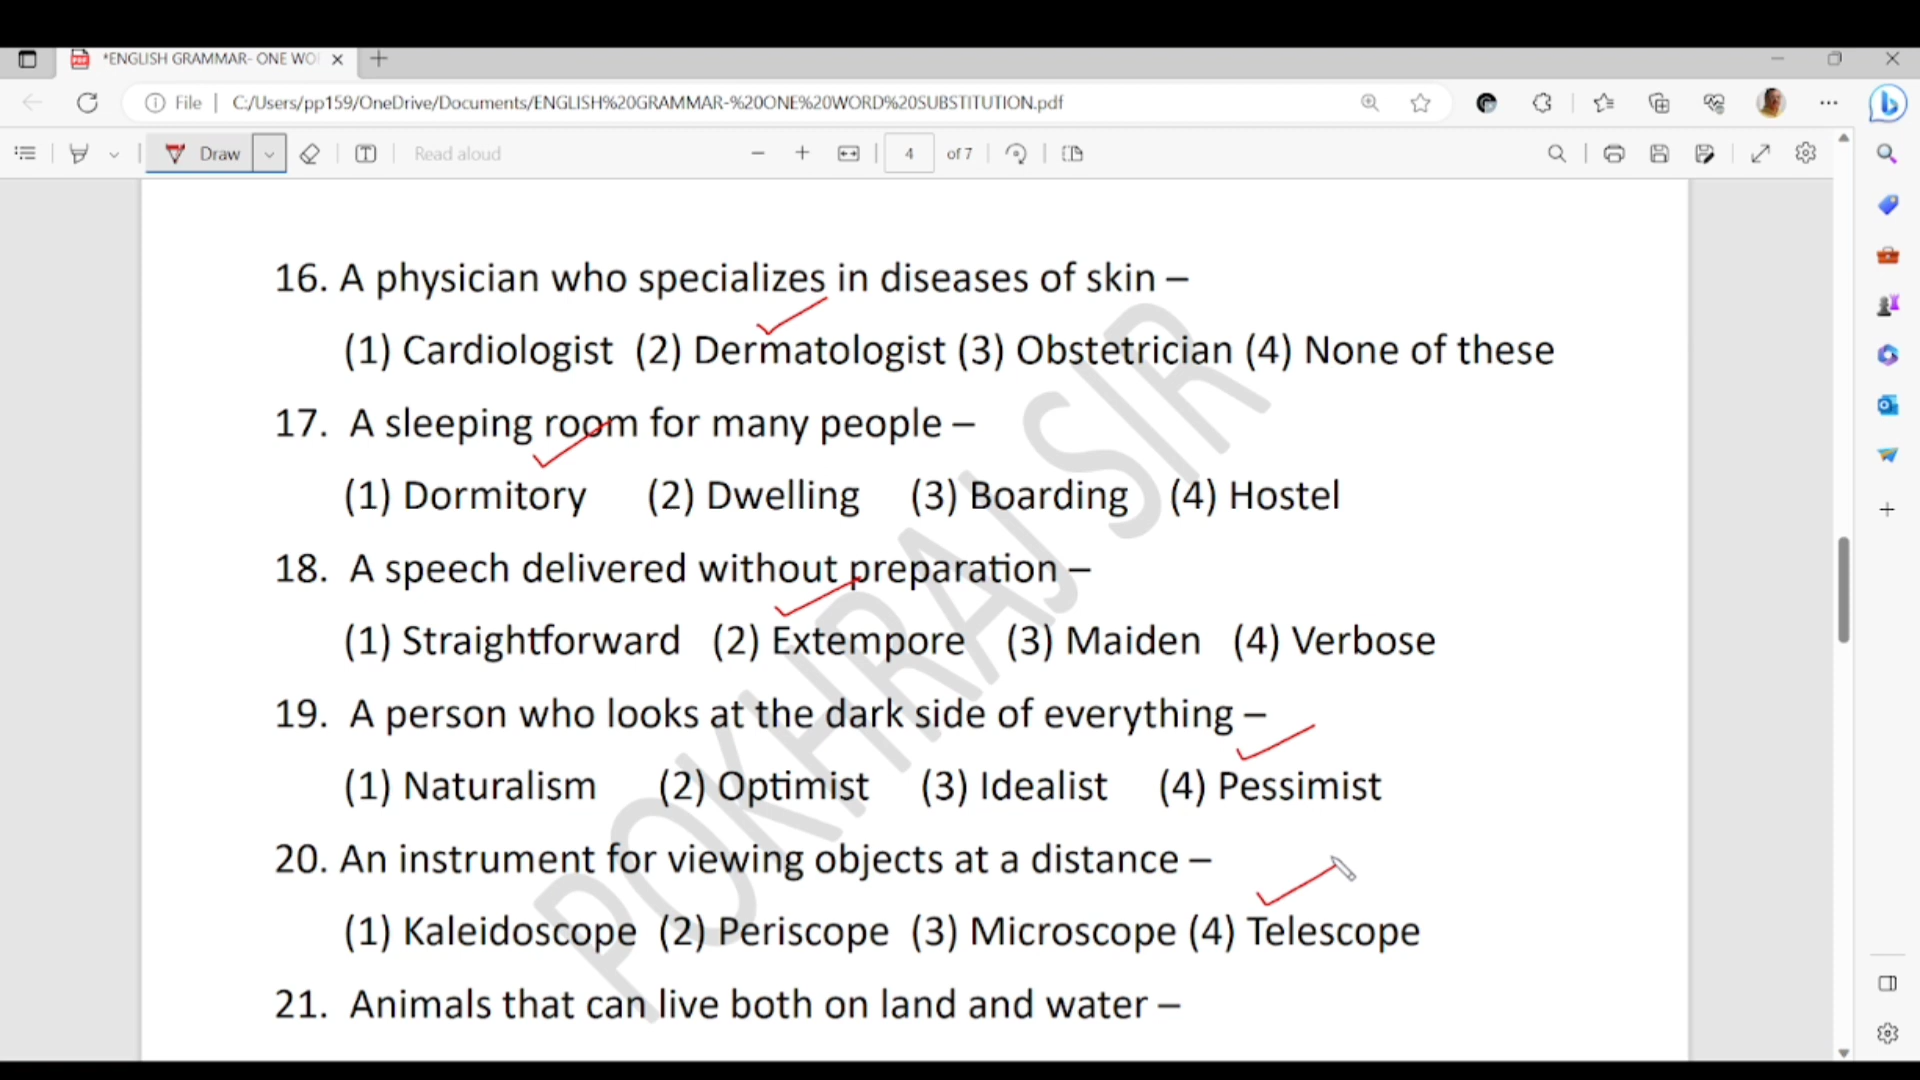 *ENGLISH GRAMMAR- ONE WO
File | C:/Users/pp159/OneDrive/Documents/ENGLISH%20GRAMMAR-%20ONE%20WORD%20SUBSTITUTION.pdf
Draw Read aloud 4 of 7
16. A physician who specializes in diseases of skin –
(1) Cardiologist (2) Dermatologist (3) Obstetrician (4) None of these
17. A sleeping room for many people –
(1) Dormitory (2) Dwelling (3) Boarding (4) Hostel
18. A speech delivered without preparation –
(1) Straightforward (2) Extempore (3) Maiden (4) Verbose
19. A person who looks at the dark side of everything –
(1) Naturalism (2) Optimist (3) Idealist (4) Pessimist
20. An instrument for viewing objects at a distance –
(1) Kaleidoscope (2) Periscope (3) Microscope (4) Telescope
21. Animals that can live both on land and water –
POKHRAJ SIR